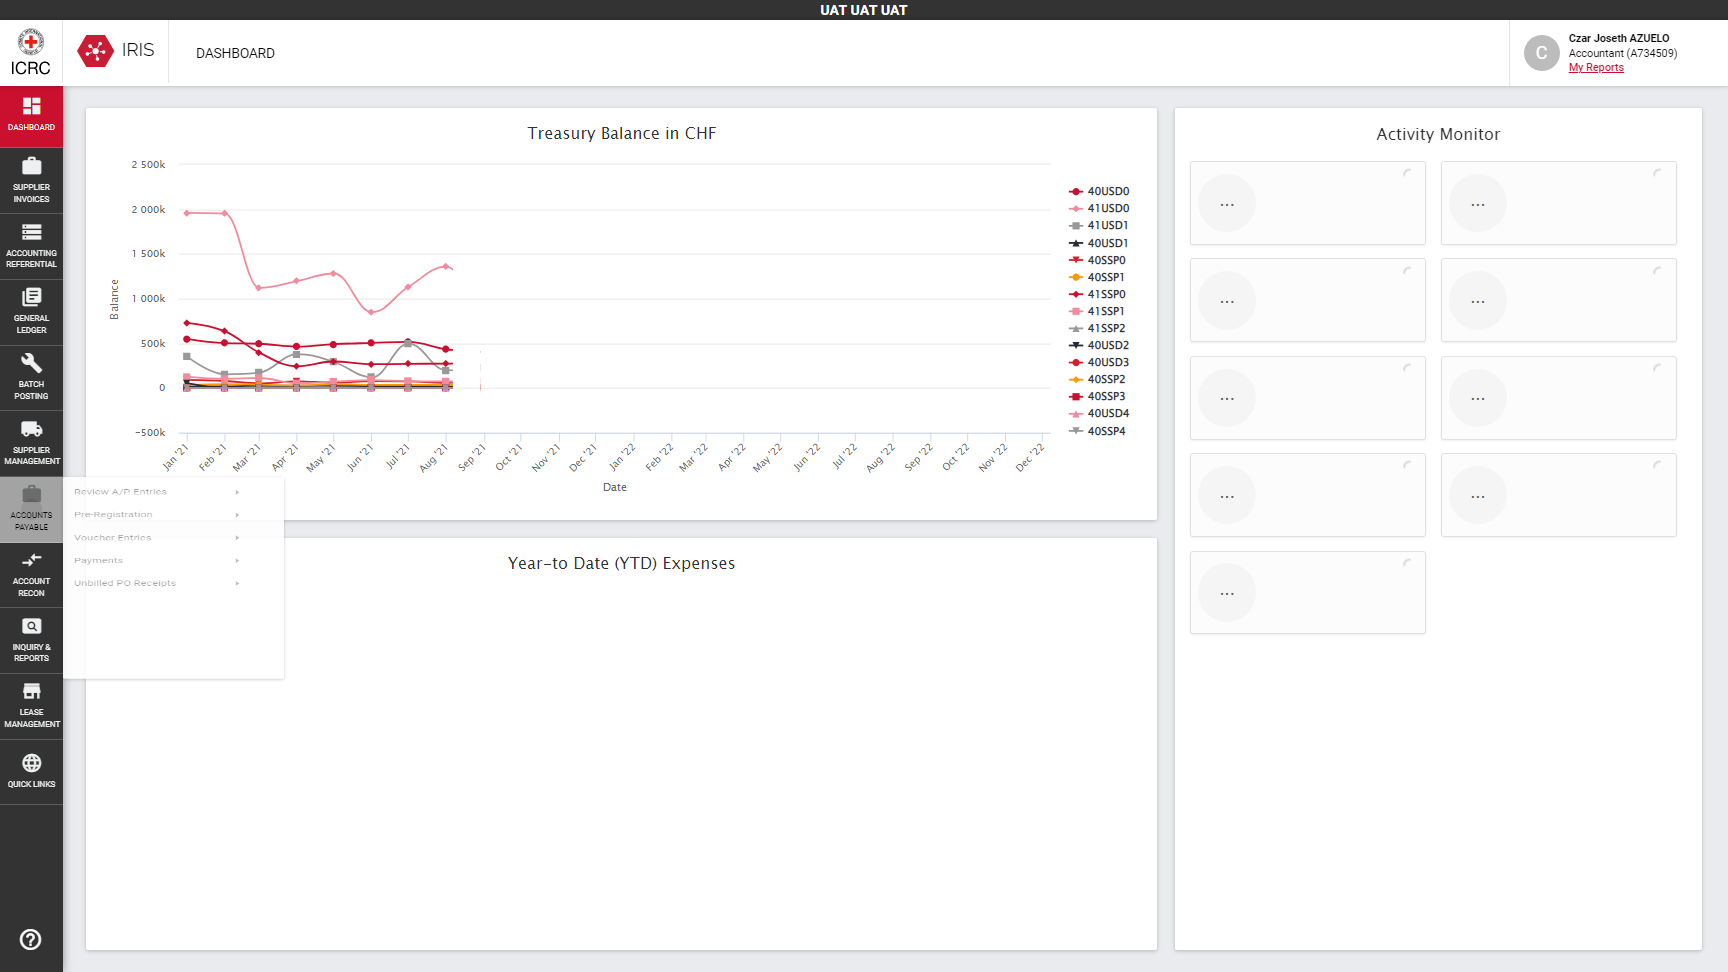 UAT UAT UAT
ICRC
IRIS
DASHBOARD
Czar Joseth AZUELO
Accountant (A734509)
My Reports
DASHBOARD
SUPPLIER
INVOICES
ACCOUNTING
REFERENTIAL
GENERAL
LEDGER
BATCH
POSTING
SUPPLIER
MANAGEMENT
ACCOUNTS
PAYABLE
ACCOUNT
RECON
INQUIRY &
REPORTS
LEASE
MANAGEMENT
QUICK LINKS
Review A/P Entries
Pre-Registration
Voucher Entries
Payments
Unbilled PO Receipts
Treasury Balance in CHF
2 500k
2 000k
1 500k
1 000k
500k
0
-500k
Balance
Jan '21
Feb '21
Mar '21
Apr '21
May '21
Jun '21
Jul '21
Aug '21
Sep '21
Oct '21
Nov '21
Dec '21
Jan '22
Feb '22
Mar '22
Apr '22
May '22
Jun '22
Jul '22
Aug '22
Sep '22
Oct '22
Nov '22
Dec '22
Date
40USD0
41USD0
41USD1
40USD1
40SSP0
40SSP1
41SSP0
41SSP1
41SSP2
40USD2
40USD3
40SSP2
40SSP3
40USD4
40SSP4
Year-to Date (YTD) Expenses
Activity Monitor
...
...
...
...
...
...
...
...
...